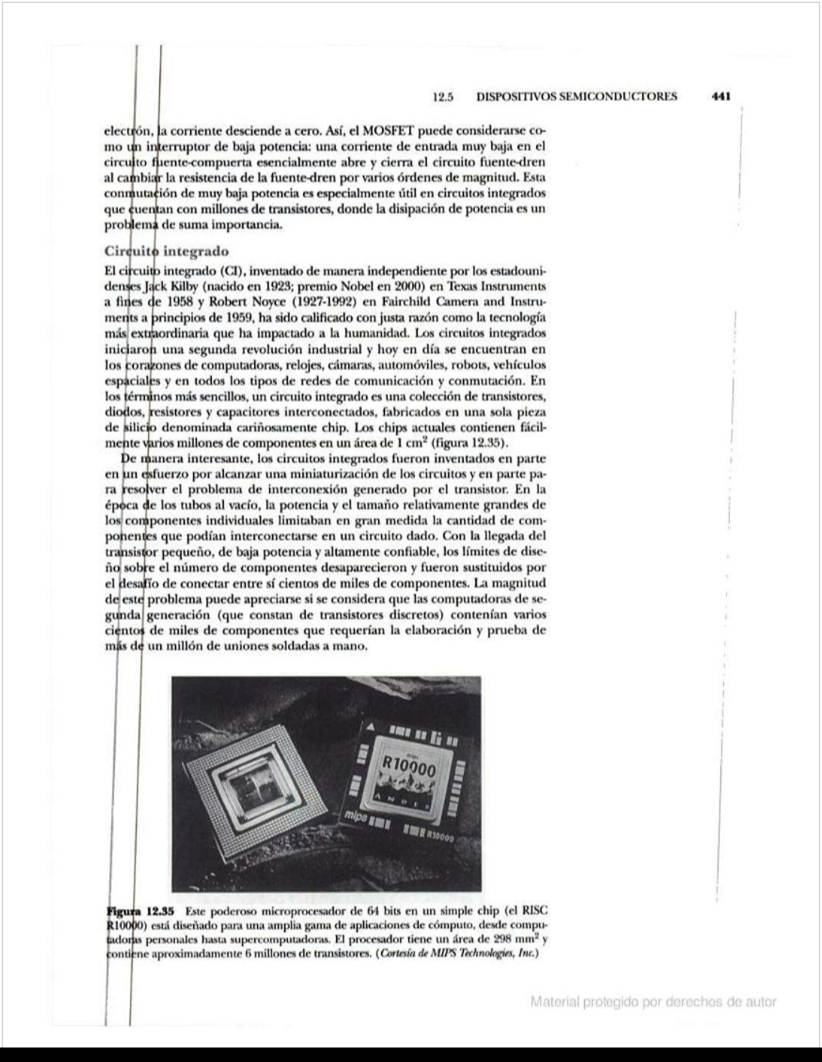 12.5 DISPOSITIVOS SEMICONDUCTORES 441
electrón, la corriente desciende a cero. Así, el MOSFET puede considerarse co-
mo un interruptor de baja potencia: una corriente de entrada muy baja en el
circuito fuente-compuerta esencialmente abre y cierra el circuito fuente-dren
al cambiar la resistencia de la fuente-dren por varios órdenes de magnitud. Esta
conmutación de muy baja potencia es especialmente útil en circuitos integrados
que cuentan con millones de transistores, donde la disipación de potencia es un
problema de suma importancia.
Circuito integrado
El circuito integrado (CI), inventado de manera independiente por los estadouni-
denses Jack Kilby (nacido en 1923; premio Nobel en 2000) en Texas Instruments
a fines de 1958 y Robert Noyce (1927-1992) en Fairchild Camera and Instru-
ments a principios de 1959, ha sido calificado con justa razón como la tecnología
más extraordinaria que ha impactado a la humanidad. Los circuitos integrados
iniciaron una segunda revolución industrial y hoy en día se encuentran en
los corazones de computadoras, relojes, cámaras, automóviles, robots, vehículos
espaciales y en todos los tipos de redes de comunicación y conmutación. En
los términos más sencillos, un circuito integrado es una colección de transistores,
diodos, resistores y capacitores interconectados, fabricados en una sola pieza
de silicio denominada cariñosamente chip. Los chips actuales contienen fácil-
mente varios millones de componentes en un área de 1 cm² (figura 12.35).
De manera interesante, los circuitos integrados fueron inventados en parte
en un esfuerzo por alcanzar una miniaturización de los circuitos y en parte pa-
ra resolver el problema de interconexión generado por el transistor. En la
época de los tubos al vacío, la potencia y el tamaño relativamente grandes de
los componentes individuales limitaban en gran medida la cantidad de com-
ponentes que podían interconectarse en un circuito dado. Con la llegada del
transistor pequeño, de baja potencia y altamente confiable, los límites de dise-
ño sobre el número de componentes desaparecieron y fueron sustituidos por
el desafío de conectar entre sí cientos de miles de componentes. La magnitud
de este problema puede apreciarse si se considera que las computadoras de se-
gunda generación (que constan de transistores discretos) contenían varios
cientos de miles de componentes que requerían la elaboración y prueba de
más de un millón de uniones soldadas a mano.
R10000
ANDES
mips
R10000
Figura 12.35 Este poderoso microprocesador de 64 bits en un simple chip (el RISC
R10000) está diseñado para una amplia gama de aplicaciones de cómputo, desde compu-
tadoras personales hasta supercomputadoras. El procesador tiene un área de 298 mm² y
contiene aproximadamente 6 millones de transistores. (Cortesía de MIPS Technologies, Inc.)
Material protegido por derechos de autor